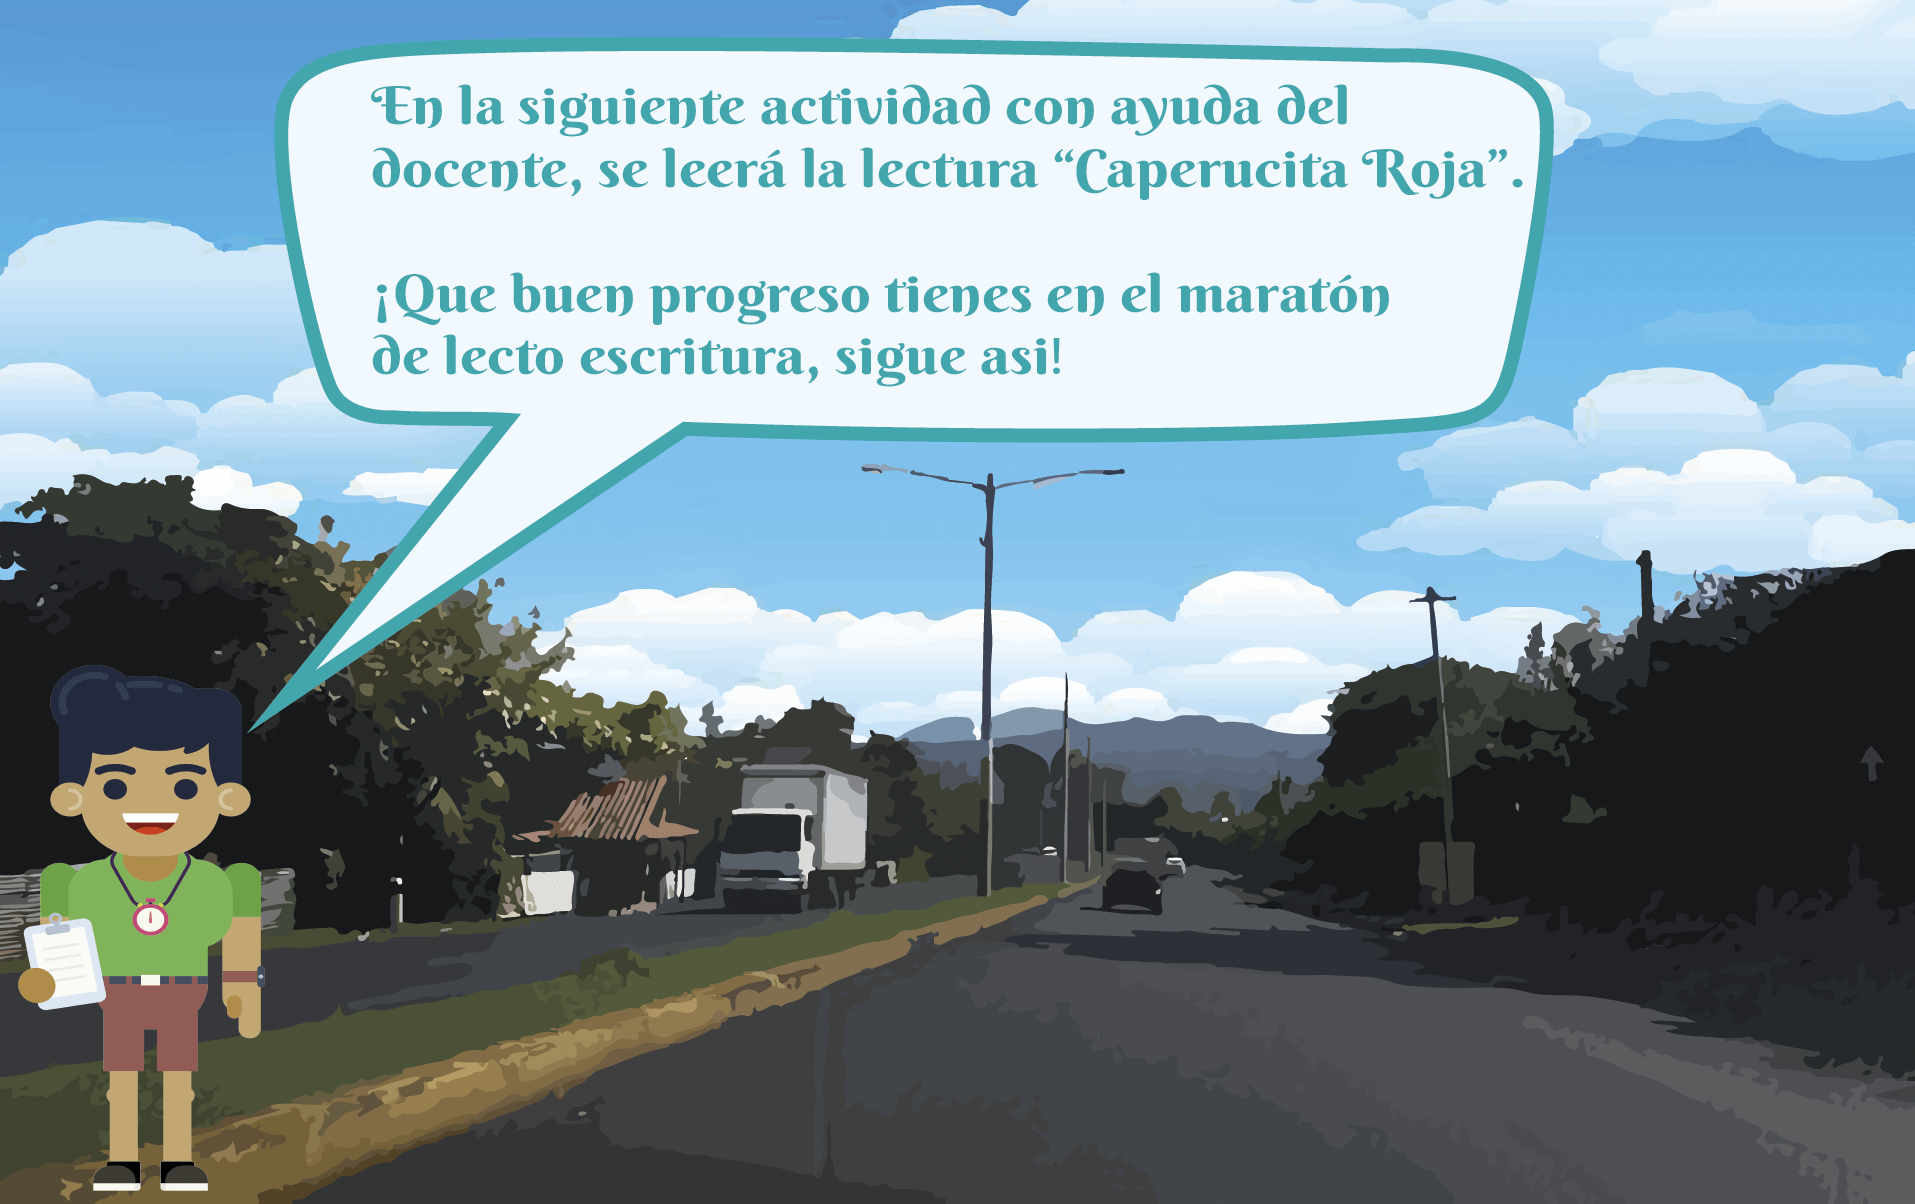 En la siguiente actividad con ayuda del
docente, se leerá la lectura “Caperucita Roja”.
¡Que buen progreso tienes en el maratón
de lecto escritura, sigue asi!